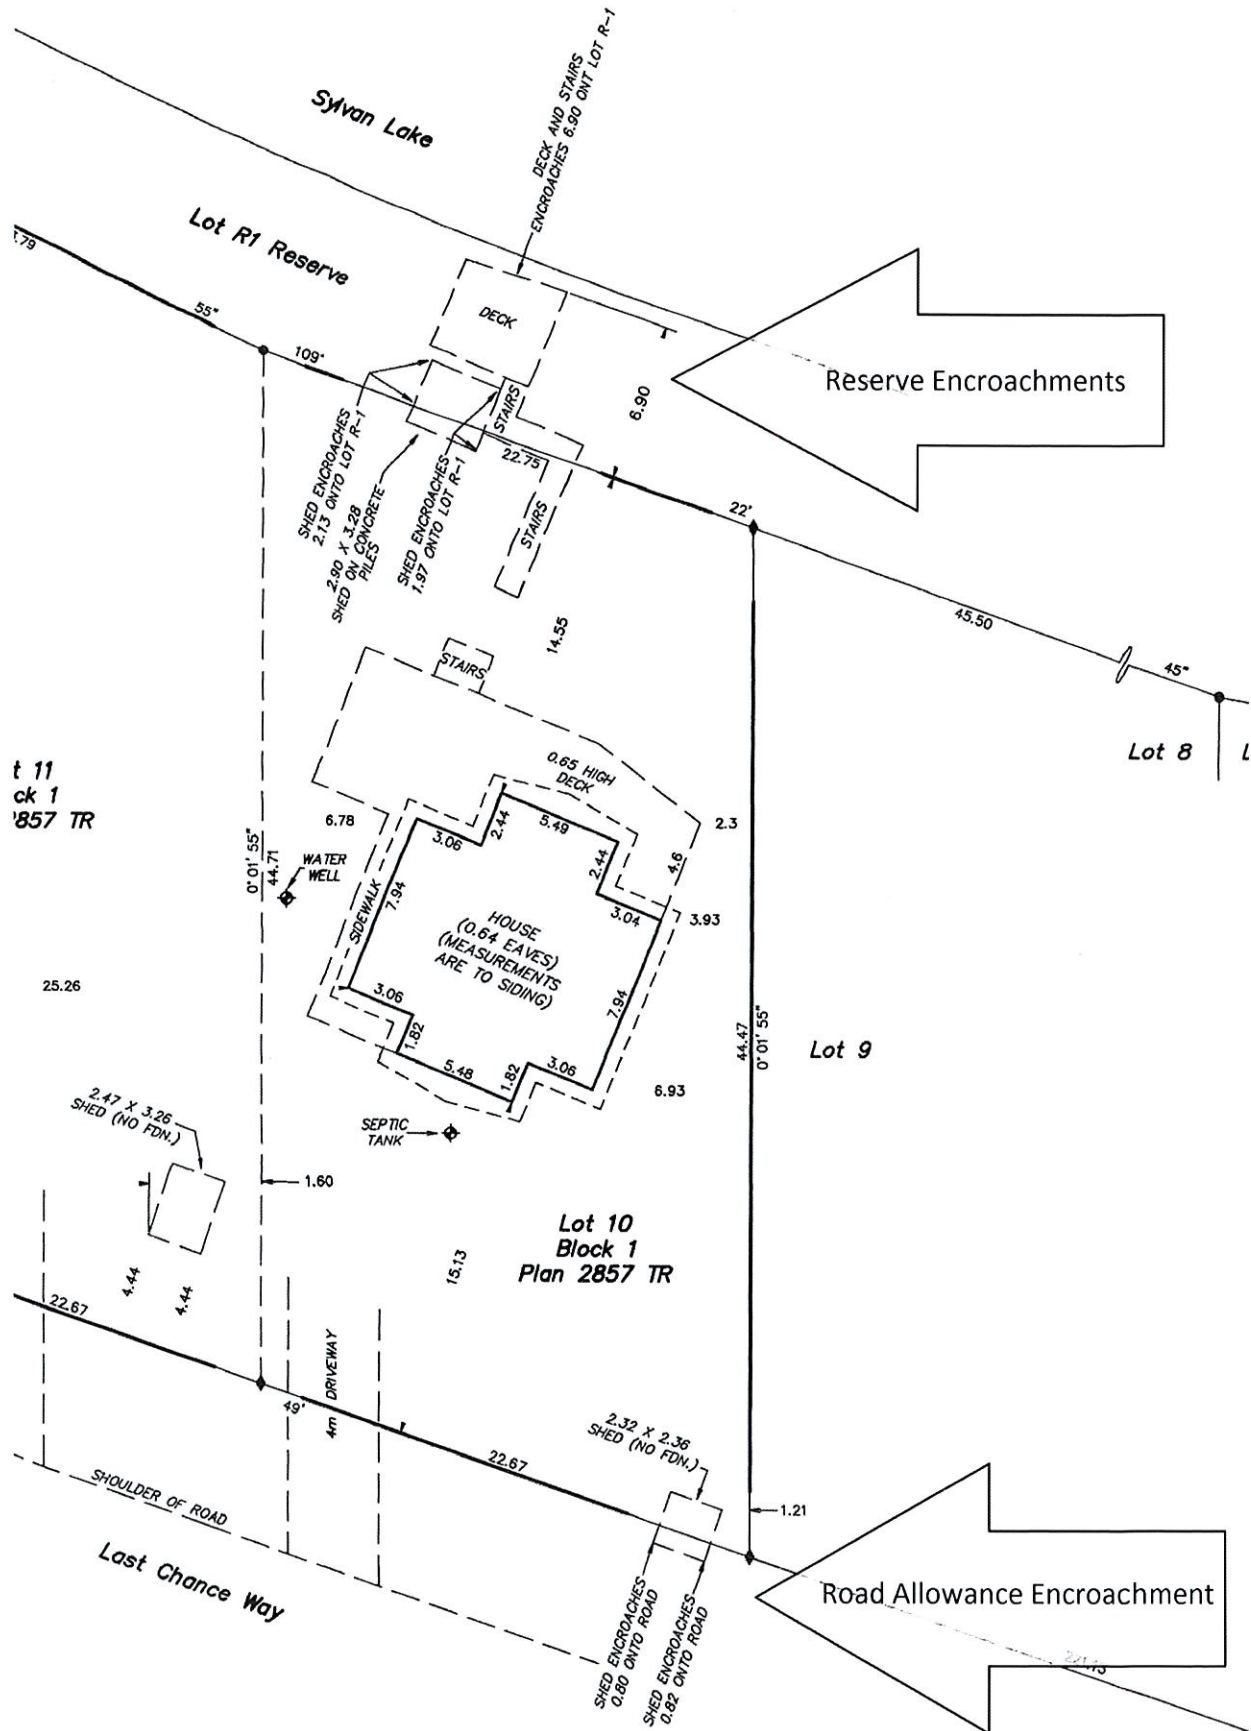 Sylvan Lake
DECK AND STAIRS
ENCROACHES 6.90 ONT LOT R-1
Lot R1 Reserve
.79
55"
109°
DECK
Reserve Encroachments
6.90
STAIRS
22.75
22'
SHED ENCROACHES
2.13 ONTO LOT R-1
2.90 X 3.28
SHED ON CONCRETE
PILES
SHED ENCROACHES
1.97 ONTO LOT R-1
STAIRS
14.55
45.50
45"
Lot 8
L
STAIRS
0.65 HIGH
DECK
t 11
ck 1
857 TR
6.78
3.06
2.44
5.49
2.44
4.6
2.3
3.04
3.93
0° 01' 55"
44.71
WATER
WELL
SIDEWALK
7.94
HOUSE
(0.64 EAVES)
(MEASUREMENTS
ARE TO SIDING)
7.94
25.26
3.06
1.82
5.48
1.82
3.06
6.93
44.47
0° 01' 55"
Lot 9
2.47 X 3.26
SHED (NO FDN.)
SEPTIC
TANK
1.60
Lot 10
Block 1
Plan 2857 TR
15.13
4.44
4.44
22.67
49'
4m DRIVEWAY
22.67
2.32 X 2.36
SHED (NO FDN.)
1.21
SHOULDER OF ROAD
Last Chance Way
SHED ENCROACHES
0.80 ONTO ROAD
SHED ENCROACHES
0.82 ONTO ROAD
Road Allowance Encroachment